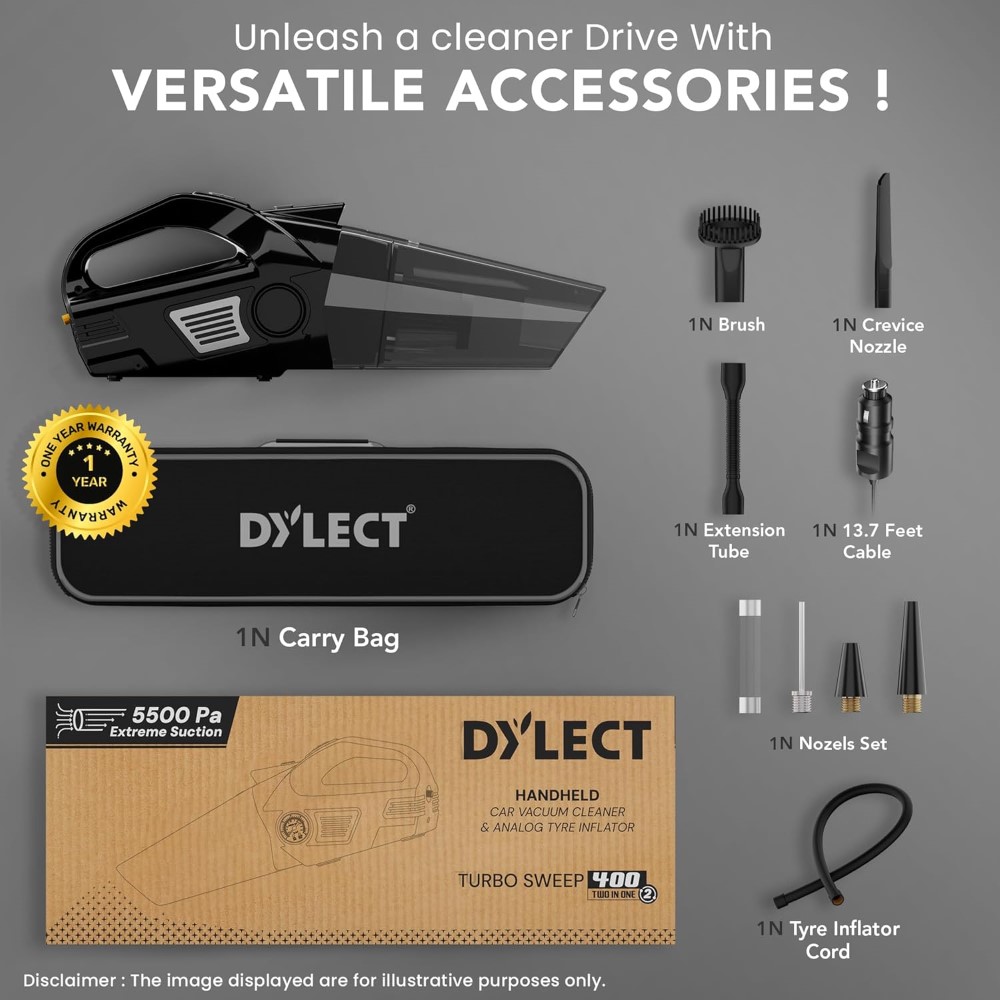 Unleash a cleaner Drive With
VERSATILE ACCESSORIES !
1N Brush
1N Crevice
Nozzle
ONE YEAR WARRANTY
1
YEAR
WARRANTY
DYLECT®
1N Extension
Tube
1N 13.7 Feet
Cable
1N Carry Bag
5500 Pa
Extreme Suction
DYLECT
HANDHELD
CAR VACUUM CLEANER
& ANALOG TYRE INFLATOR
TURBO SWEEP 400
TWO IN ONE 2
1N Nozels Set
1N Tyre Inflator
Cord
Disclaimer : The image displayed are for illustrative purposes only.